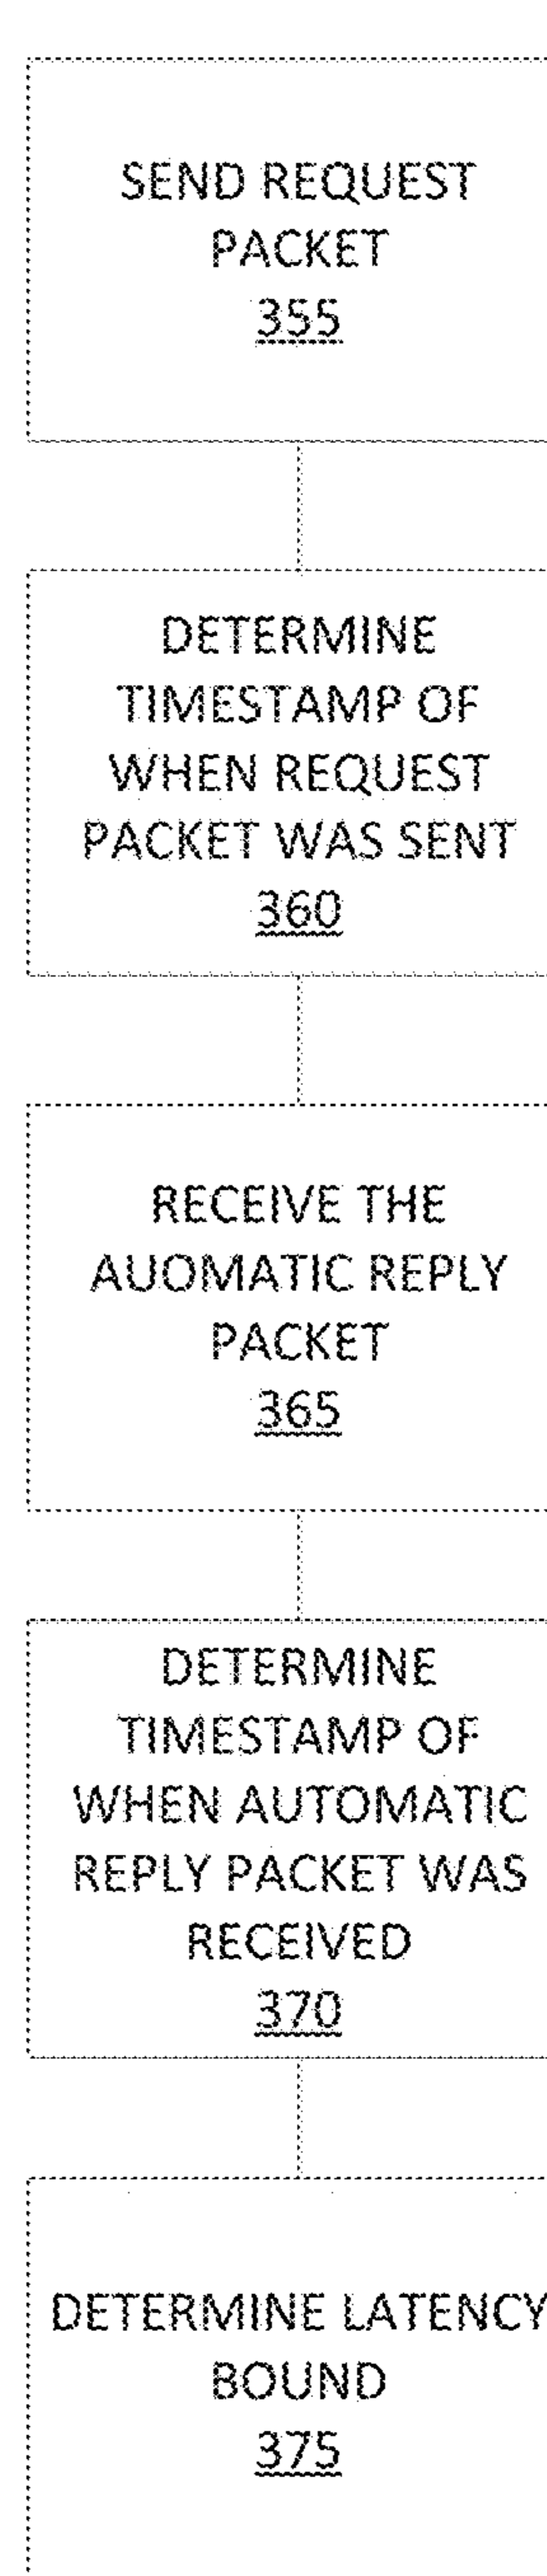 SEND REQUEST
PACKET
355
DETERMINE
TIMESTAMP OF
WHEN REQUEST
PACKET WAS SENT
360
RECEIVE THE
AUOMATIC REPLY
PACKET
365
DETERMINE
TIMESTAMP OF
WHEN AUTOMATIC
REPLY PACKET WAS
RECEIVED
370
DETERMINE LATENCY
BOUND
375